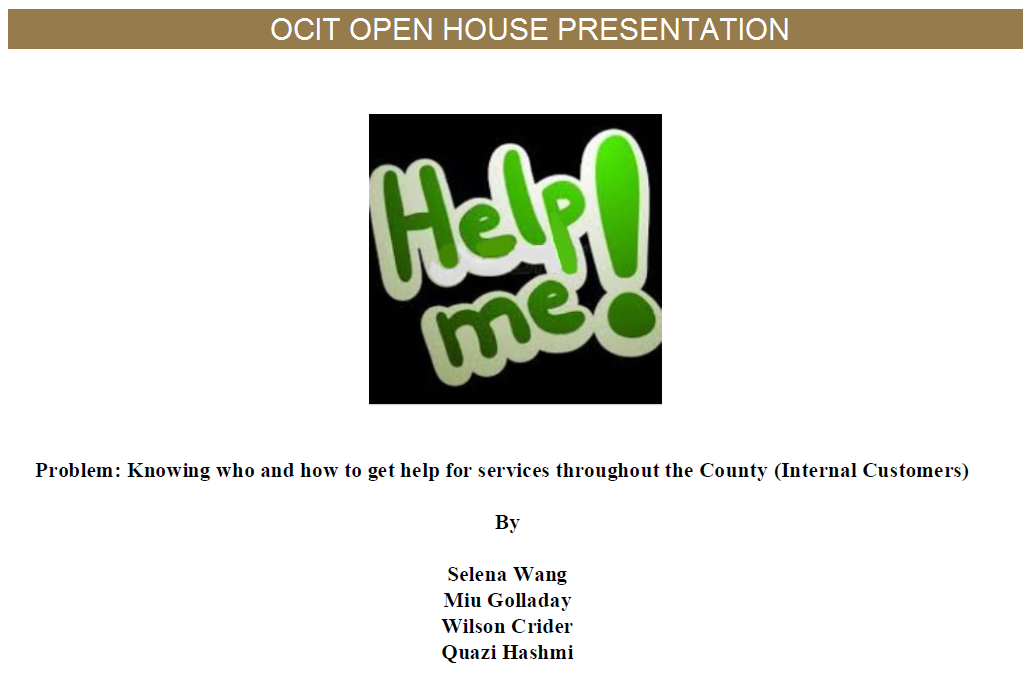 OCIT OPEN HOUSE PRESENTATION
Help
me!
Problem: Knowing who and how to get help for services throughout the County (Internal Customers)
By
Selena Wang
Miu Golladay
Wilson Crider
Quazi Hashmi